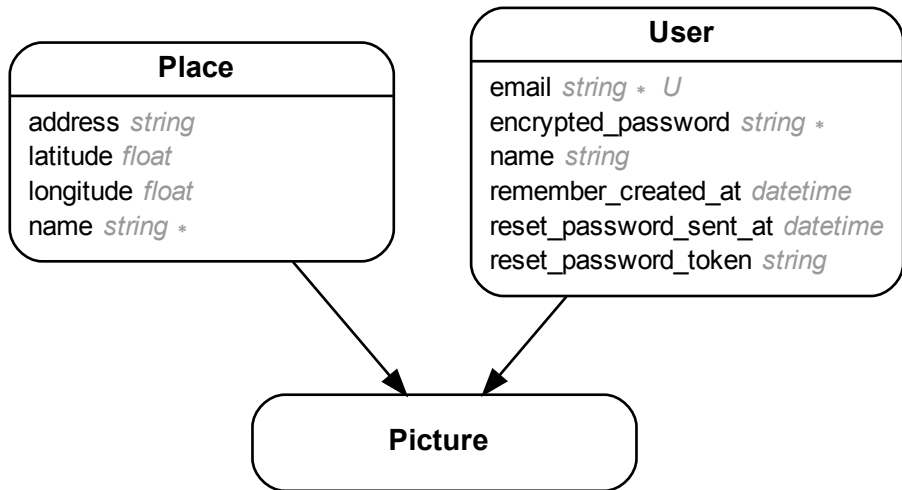 Place
address string
latitude float
longitude float
name string *
User
email string * U
encrypted_password string *
name string
remember_created_at datetime
reset_password_sent_at datetime
reset_password_token string
Picture